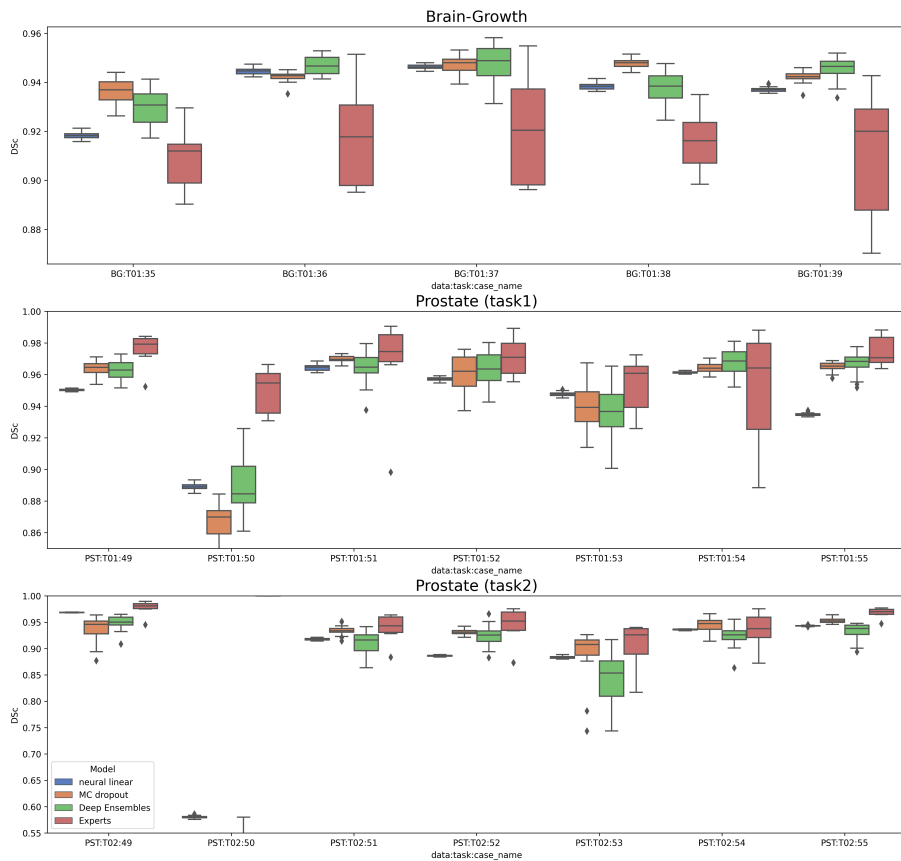 Brain-Growth
0.96
0.94
0.92
0.90
0.88
DSc
BG:T01:35 BG:T01:36 BG:T01:37 BG:T01:38 BG:T01:39
data:task:case_name
Prostate (task1)
1.00
0.98
0.96
0.94
0.92
0.90
0.88
0.86
DSc
PST:T01:49 PST:T01:50 PST:T01:51 PST:T01:52 PST:T01:53 PST:T01:54 PST:T01:55
data:task:case_name
Prostate (task2)
1.00
0.95
0.90
0.85
0.80
0.75
0.70
0.65
0.60
0.55
DSc
Model
neural linear
MC dropout
Deep Ensembles
Experts
PST:T02:49 PST:T02:50 PST:T02:51 PST:T02:52 PST:T02:53 PST:T02:54 PST:T02:55
data:task:case_name